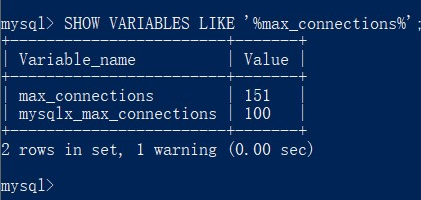 mysql> SHOW VARIABLES LIKE '%max_connections%';
+------------------------+-------+
| Variable_name          | Value |
+------------------------+-------+
| max_connections        | 151   |
| mysqlx_max_connections | 100   |
+------------------------+-------+
2 rows in set, 1 warning (0.00 sec)
mysql>